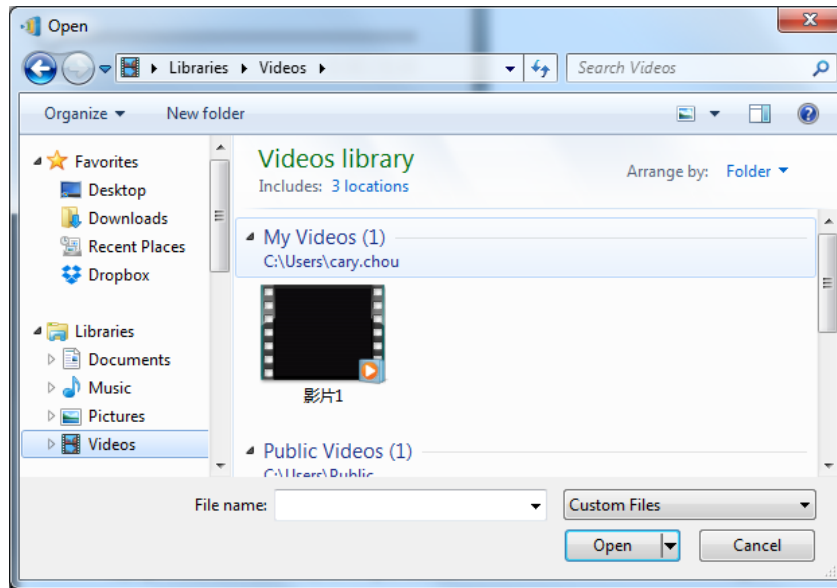 Open
Libraries Videos
Search Videos
Organize New folder
Favorites
Desktop
Downloads
Recent Places
Dropbox
Libraries
Documents
Music
Pictures
Videos
Videos library
Includes: 3 locations
Arrange by: Folder
My Videos (1)
C:\Users\cary.chou
影片1
Public Videos (1)
C:\Users\Public
File name:
Custom Files
Open Cancel